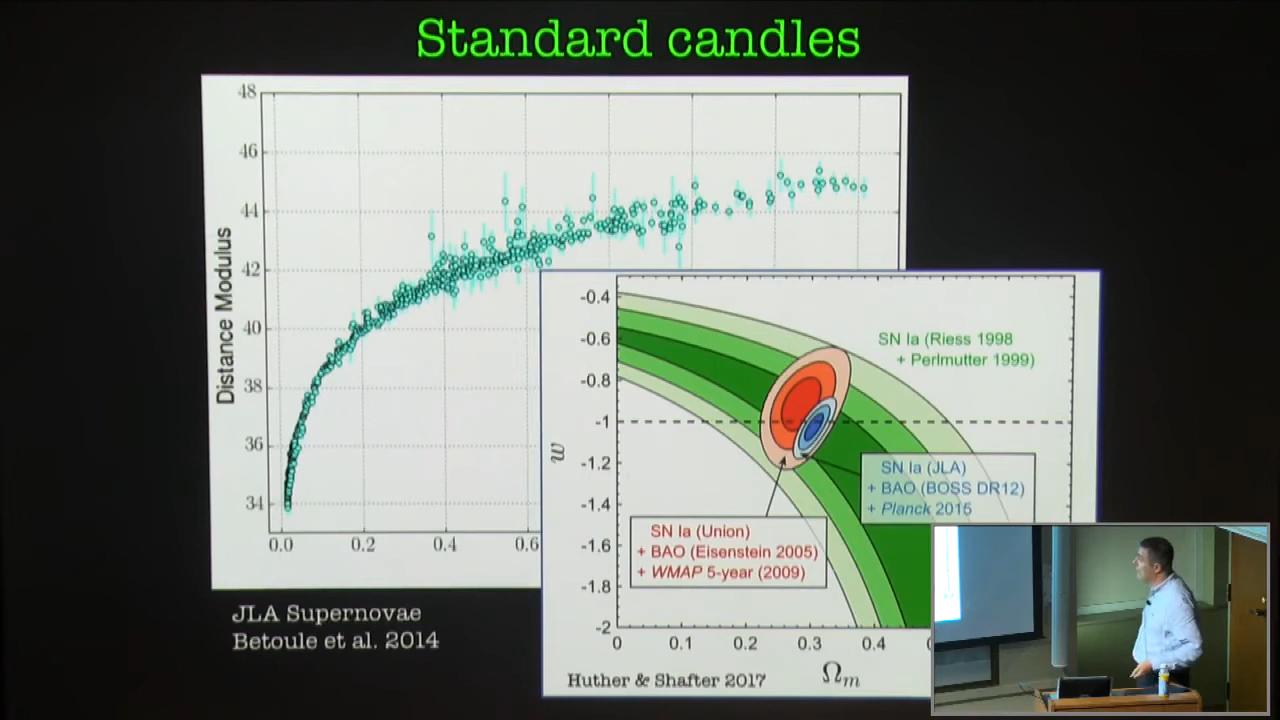 Standard candles
48
46
44
42
40
38
36
34
Distance Modulus
0.0 0.2 0.4 0.6
JLA Supernovae
Betoule et al. 2014
-0.4
-0.6
-0.8
-1
-1.2
-1.4
-1.6
-1.8
-2
w
0 0.1 0.2 0.3 0.4
Ωm
SN Ia (Riess 1998
+ Perlmutter 1999)
SN Ia (JLA)
+ BAO (BOSS DR12)
+ Planck 2015
SN Ia (Union)
+ BAO (Eisenstein 2005)
+ WMAP 5-year (2009)
Huther & Shafter 2017